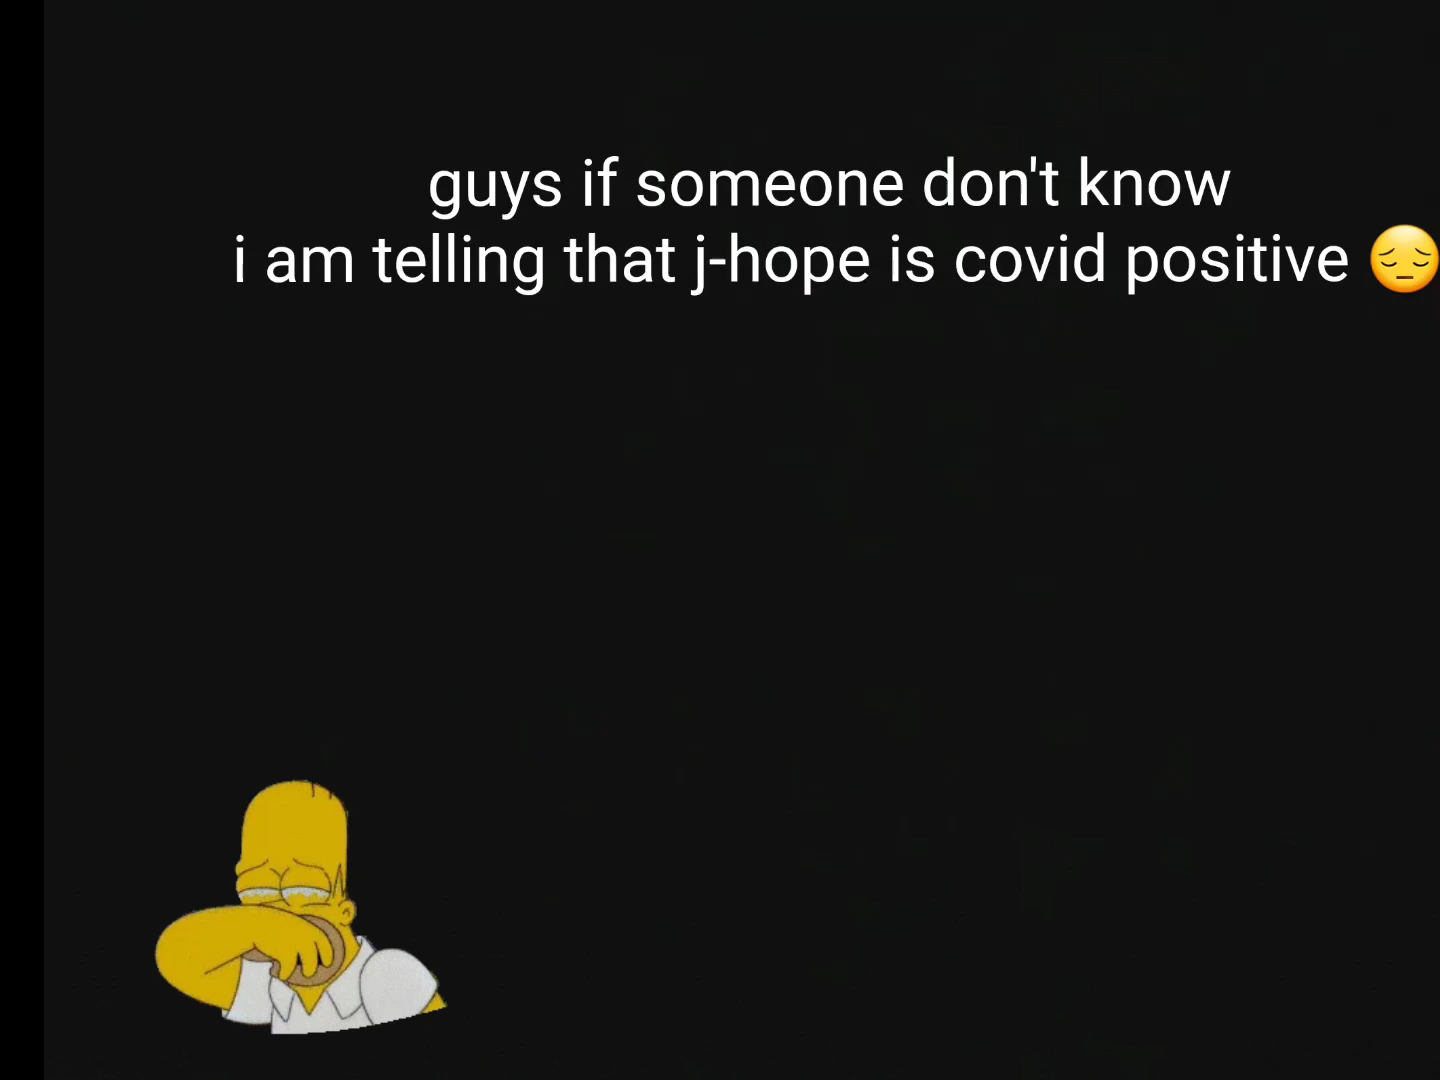 guys if someone don't know
i am telling that j-hope is covid positive 😔